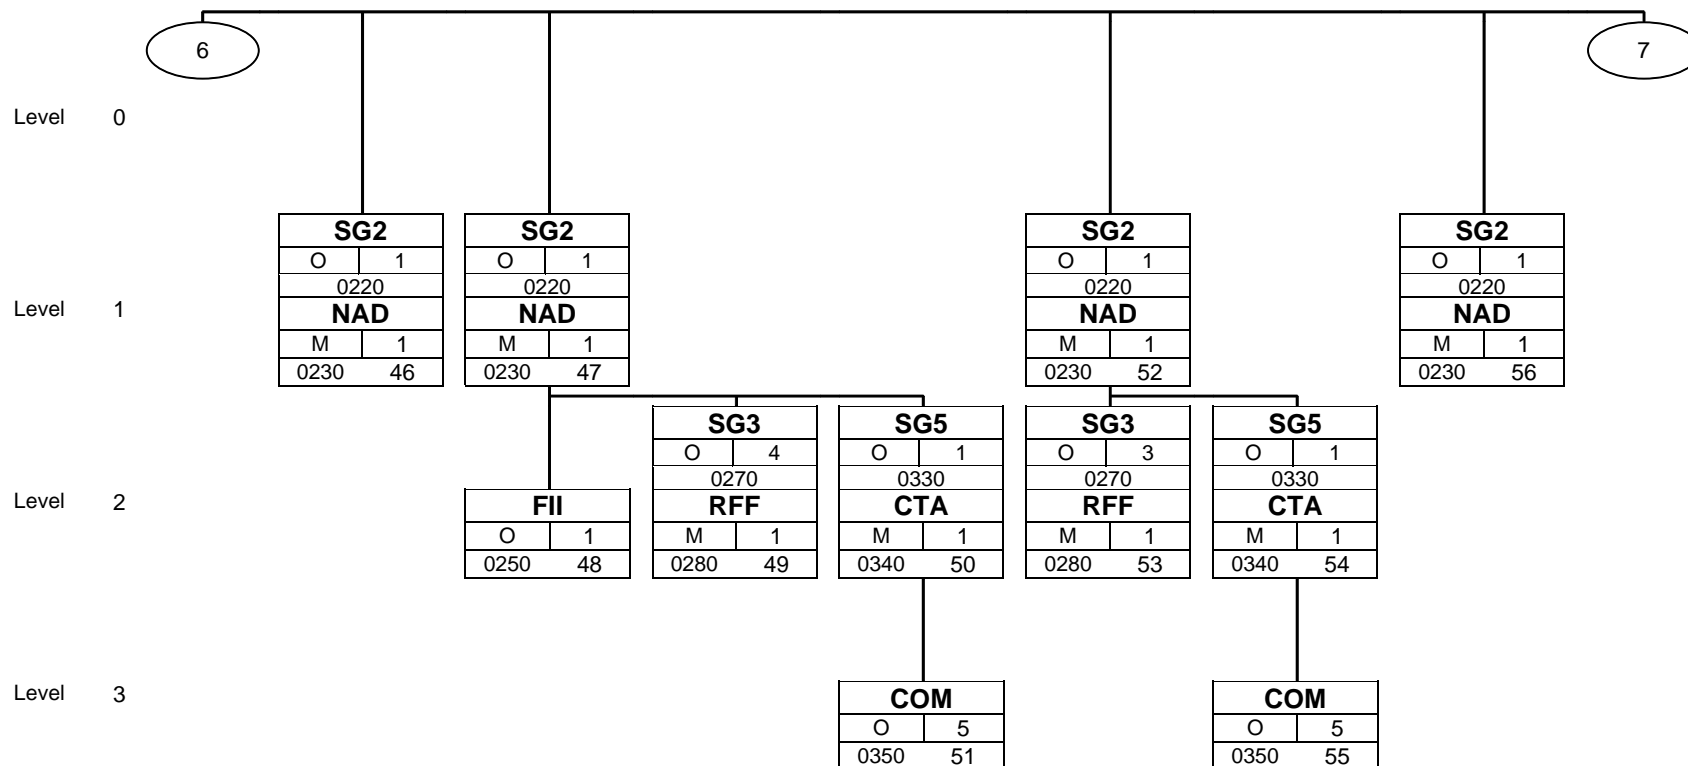 6 7
Level 0
SG2 SG2 SG2 SG2
O 1 O 1 O 1 O 1
0220 0220 0220 0220
Level 1 NAD NAD NAD NAD
M 1 M 1 M 1 M 1
0230 46 0230 47 0230 52 0230 56
SG3 SG5 SG3 SG5
O 4 O 1 O 3 O 1
0270 0330 0270 0330
Level 2 FII RFF CTA RFF CTA
O 1 M 1 M 1 M 1 M 1
0250 48 0280 49 0340 50 0280 53 0340 54
Level 3 COM COM
O 5 O 5
0350 51 0350 55